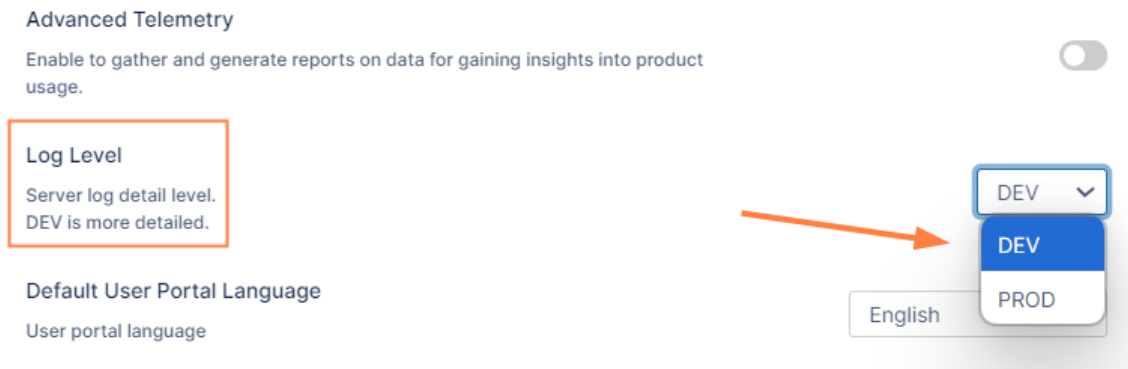 Advanced Telemetry
Enable to gather and generate reports on data for gaining insights into product
usage.
Log Level
Server log detail level.
DEV is more detailed.
DEV
DEV
PROD
Default User Portal Language
User portal language
English